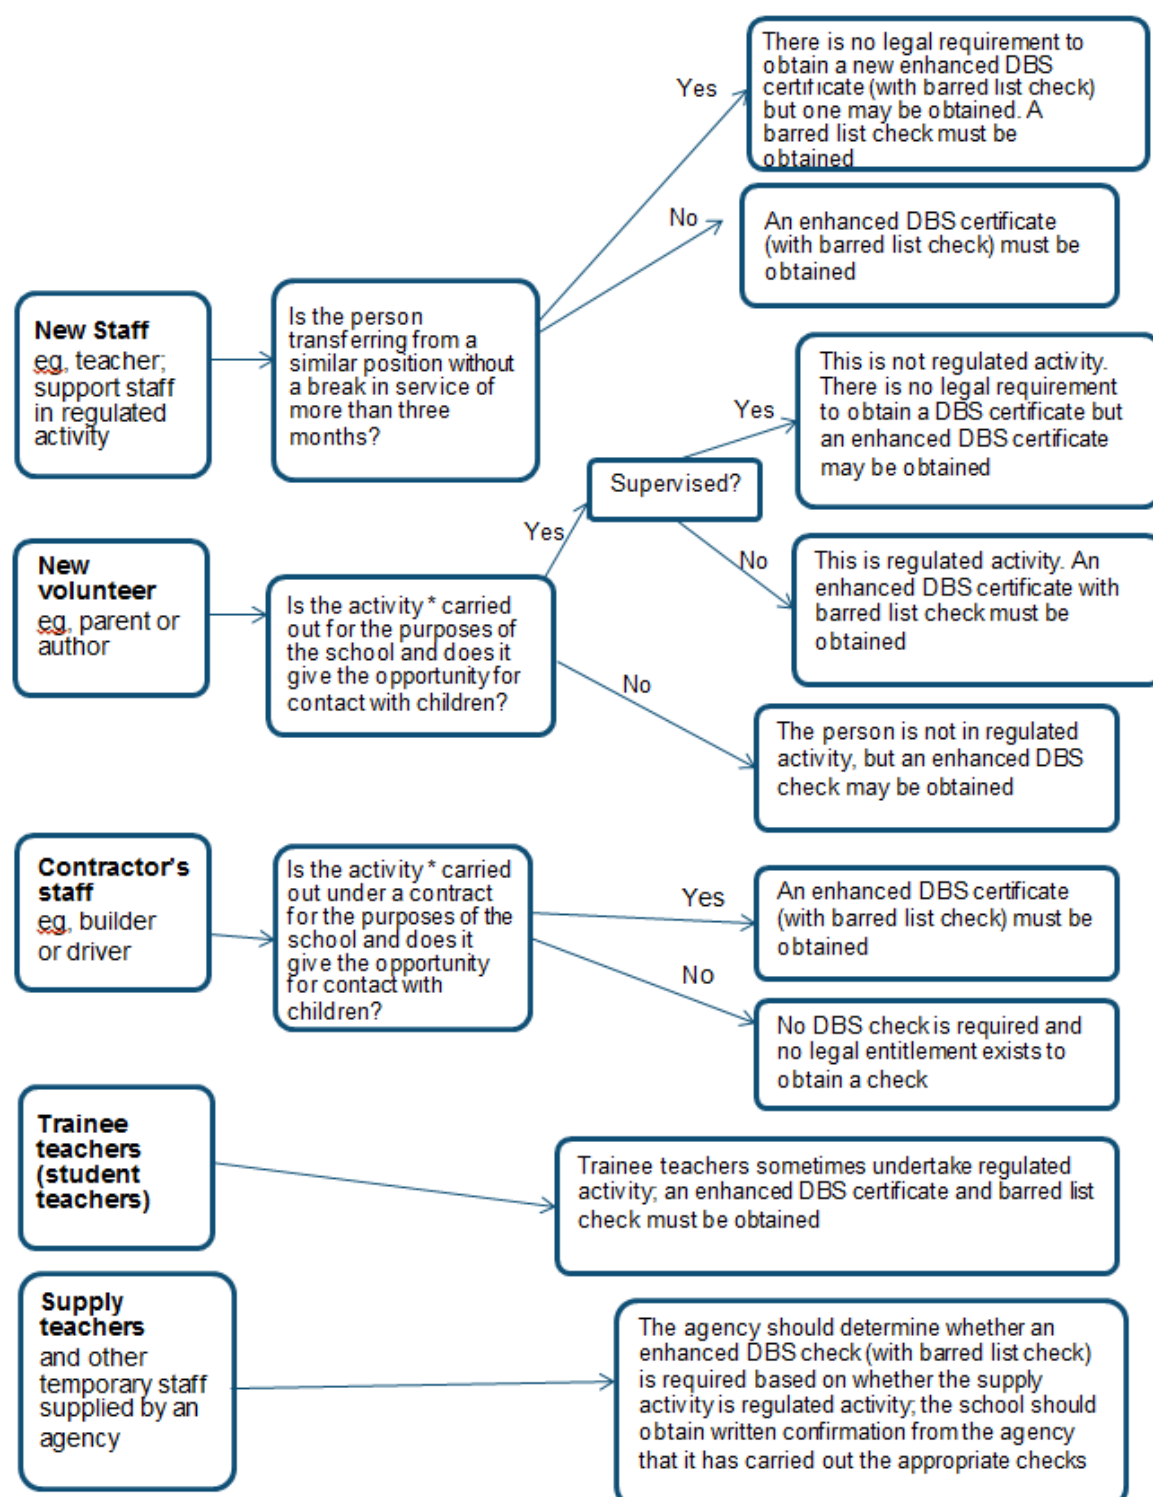 There is no legal requirement to
obtain a new enhanced DBS
certificate (with barred list check)
but one may be obtained. A
barred list check must be
obtained
Yes
No
An enhanced DBS certificate
(with barred list check) must be
obtained
New Staff
eg, teacher;
support staff
in regulated
activity
Is the person
transferring from a
similar position without
a break in service of
more than three
months?
This is not regulated activity.
There is no legal requirement
to obtain a DBS certificate but
an enhanced DBS certificate
may be obtained
Yes
Supervised?
Yes
No
This is regulated activity. An
enhanced DBS certificate with
barred list check must be
obtained
New
volunteer
eg, parent or
author
Is the activity * carried
out for the purposes of
the school and does it
give the opportunity for
contact with children?
No
The person is not in regulated
activity, but an enhanced DBS
check may be obtained
Contractor's
staff
eg, builder
or driver
Is the activity * carried
out under a contract
for the purposes of the
school and does it
give the opportunity
for contact with
children?
Yes
An enhanced DBS certificate
(with barred list check) must be
obtained
No
No DBS check is required and
no legal entitlement exists to
obtain a check
Trainee
teachers
(student
teachers)
Trainee teachers sometimes undertake regulated
activity; an enhanced DBS certificate and barred list
check must be obtained
Supply
teachers
and other
temporary staff
supplied by an
agency
The agency should determine whether an
enhanced DBS check (with barred list check)
is required based on whether the supply
activity is regulated activity; the school should
obtain written confirmation from the agency
that it has carried out the appropriate checks